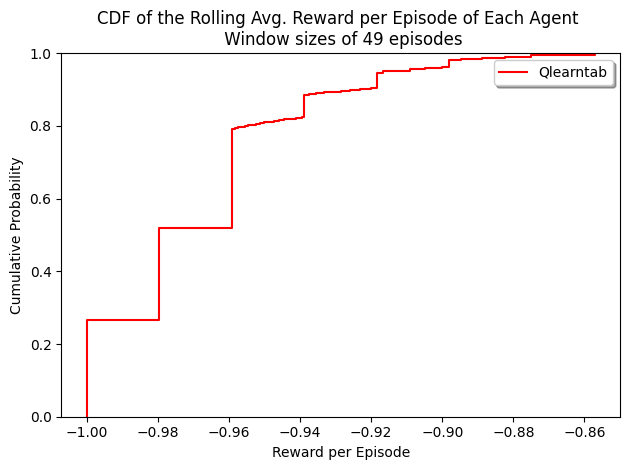 CDF of the Rolling Avg. Reward per Episode of Each Agent
Window sizes of 49 episodes
Qlearntab
Cumulative Probability
1.0
0.8
0.6
0.4
0.2
0.0
−1.00 −0.98 −0.96 −0.94 −0.92 −0.90 −0.88 −0.86
Reward per Episode